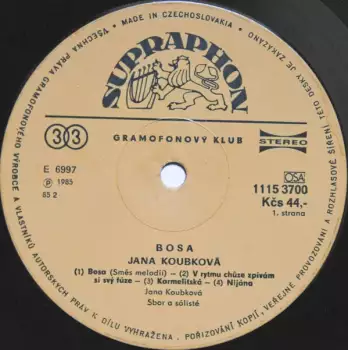 MADE IN CZECHOSLOVAKIA
VŠECHNA PRÁVA GRAMOFONOVÉHO VÝROBCE A VLASTNÍKŮ AUTORSKÝCH PRÁV K DÍLU VYHRAŽENA. POŘIZOVÁNÍ KOPIÍ, VEŘEJNÉ PROVOZOVÁNÍ A ROZHLASOVÉ ŠÍŘENÍ TÉTO DESKY JE ZAKÁZÁNO
SUPRAPHON
GRAMOFONOVÝ KLUB
33
STEREO
E 6997
Ⓟ 1985
85 2
OSA
1115 3700
Kčs 44,-
1. strana
BOSA
JANA KOUBKOVÁ
(1) Bosa (Směs melodií) – (2) V rytmu chůze zpívám
si svý fúze – (3) Karmelitská – (4) Nijána
Jana Koubková
Sbor a sólisté